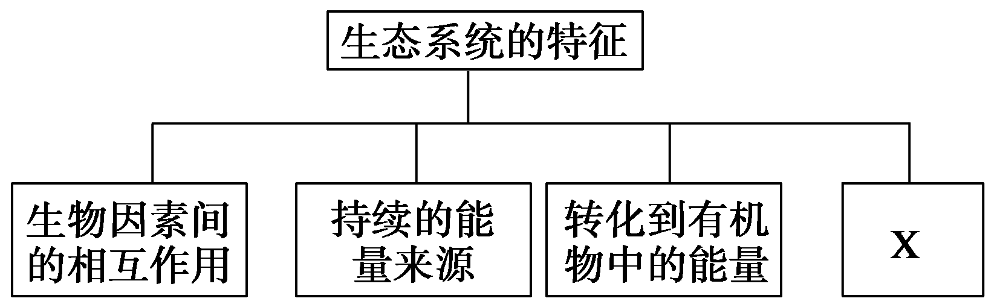 生态系统的特征
生物因素间
的相互作用
持续的能
量来源
转化到有机
物中的能量
X